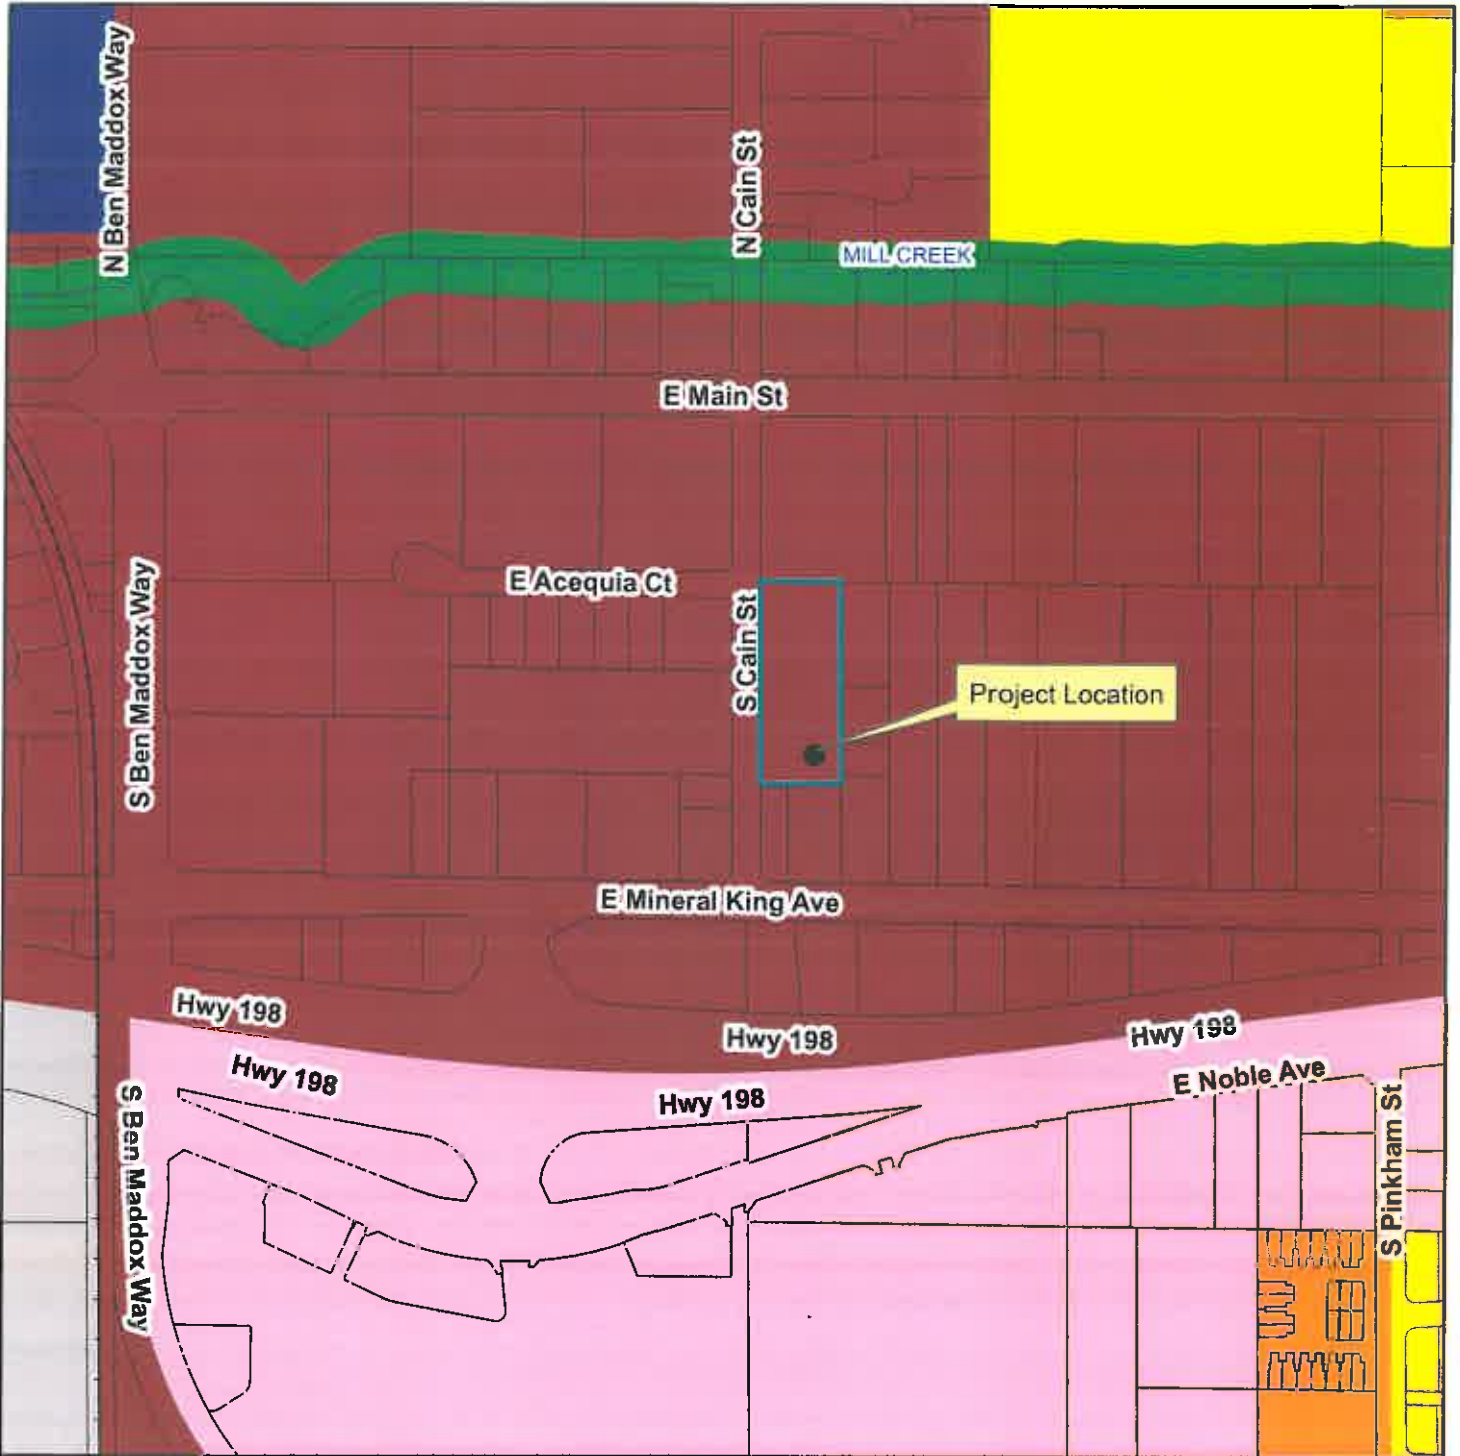 N Ben Maddox Way
N Cain St
MILL CREEK
E Main St
E Acequia Ct
S Cain St
S Ben Maddox Way
Project Location
E Mineral King Ave
Hwy 198
Hwy 198
Hwy 198
Hwy 198
Hwy 198
E Noble Ave
S Ben Maddox Way
S Pinkham St